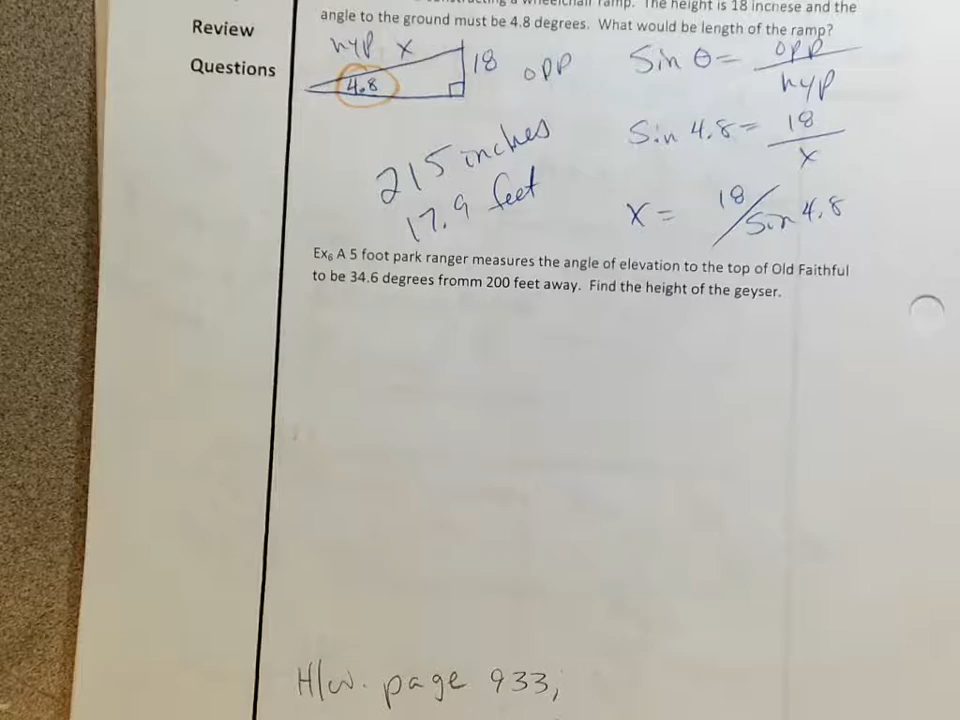 Review
Questions
constructing a wheelchair ramp. The height is 18 inchese and the
angle to the ground must be 4.8 degrees. What would be length of the ramp?
hyp x
18 opp
4.8
Sin θ = opp / hyp
Sin 4.8 = 18 / x
x = 18 / Sin 4.8
215 inches
17.9 feet
Ex6 A 5 foot park ranger measures the angle of elevation to the top of Old Faithful
to be 34.6 degrees fromm 200 feet away. Find the height of the geyser.
H/w. page 933,